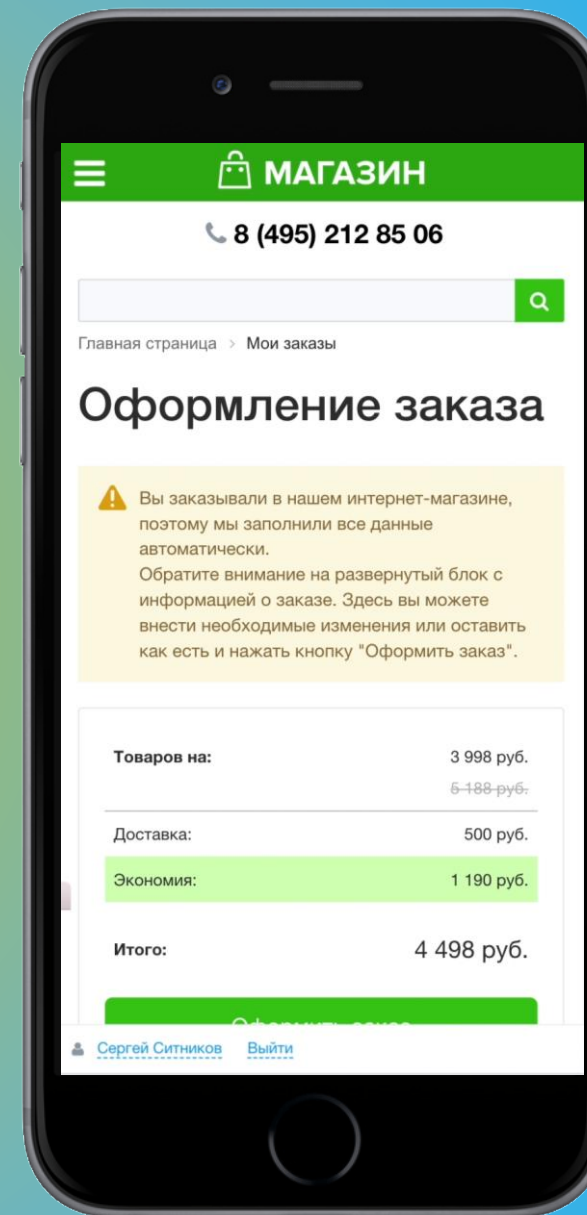 МАГАЗИН
8 (495) 212 85 06
Главная страница > Мои заказы
Оформление заказа
Вы заказывали в нашем интернет-магазине,
поэтому мы заполнили все данные
автоматически.
Обратите внимание на развернутый блок с
информацией о заказе. Здесь вы можете
внести необходимые изменения или оставить
как есть и нажать кнопку "Оформить заказ".
Товаров на: 3 998 руб.
5 188 руб.
Доставка: 500 руб.
Экономия: 1 190 руб.
Итого: 4 498 руб.
Оформить заказ
Сергей Ситников Выйти